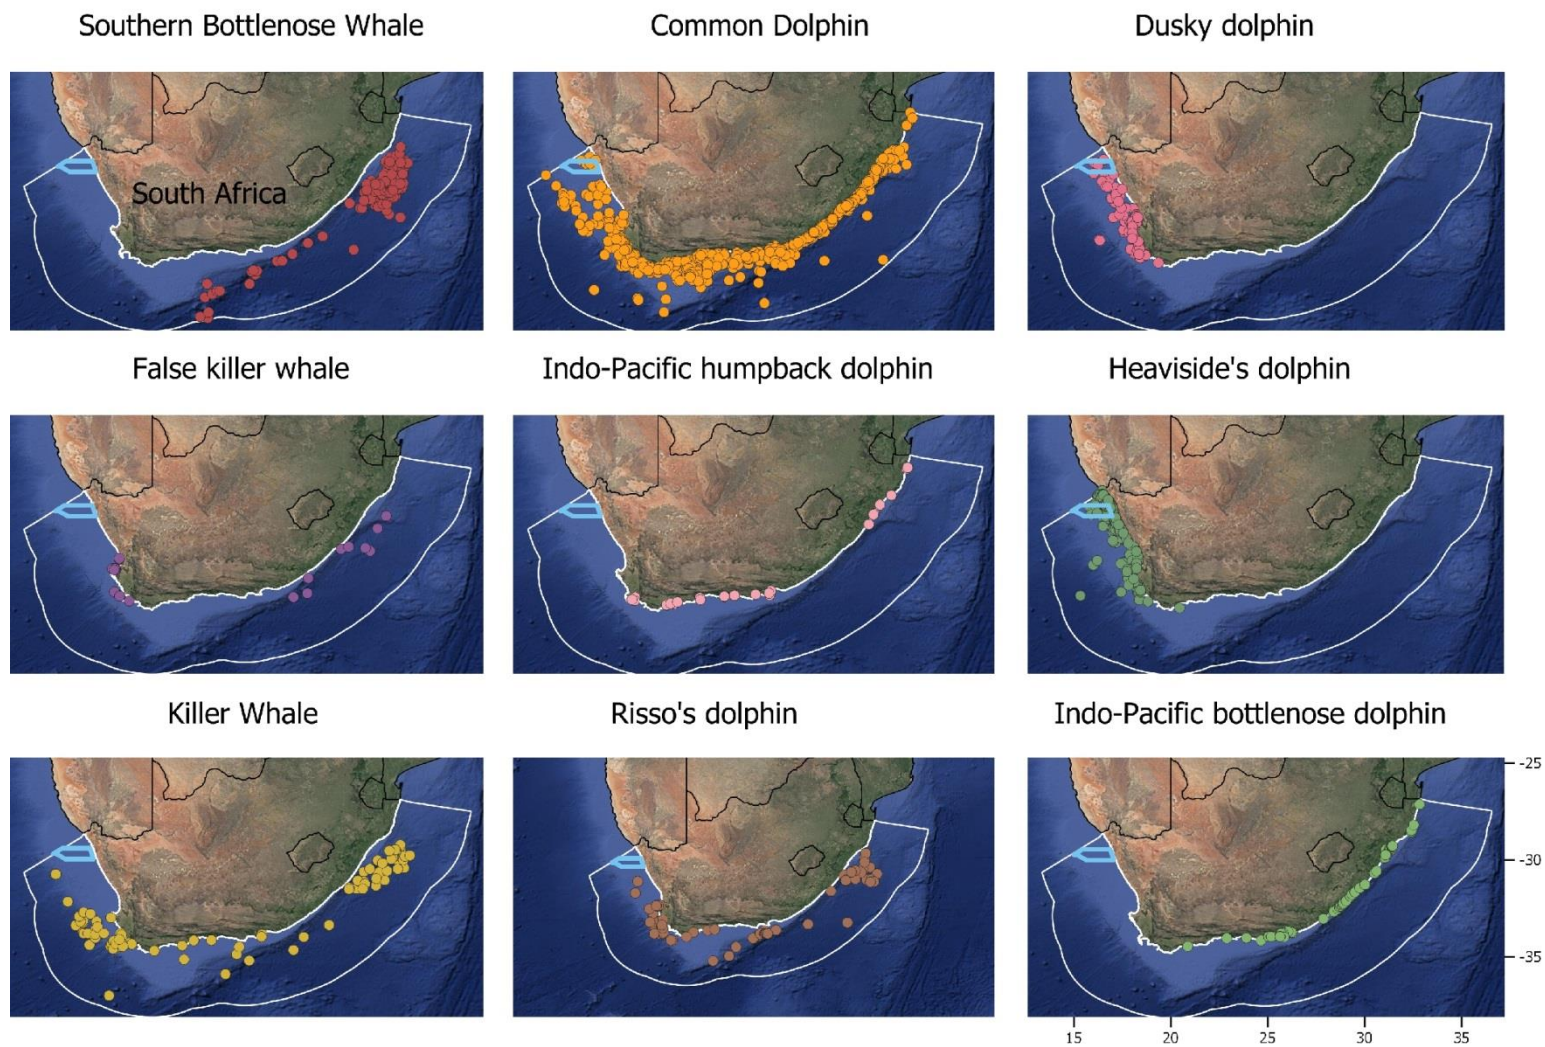 Southern Bottlenose Whale
Common Dolphin
Dusky dolphin
South Africa
False killer whale
Indo-Pacific humpback dolphin
Heaviside's dolphin
Killer Whale
Risso's dolphin
Indo-Pacific bottlenose dolphin
-25
-30
-35
15
20
25
30
35